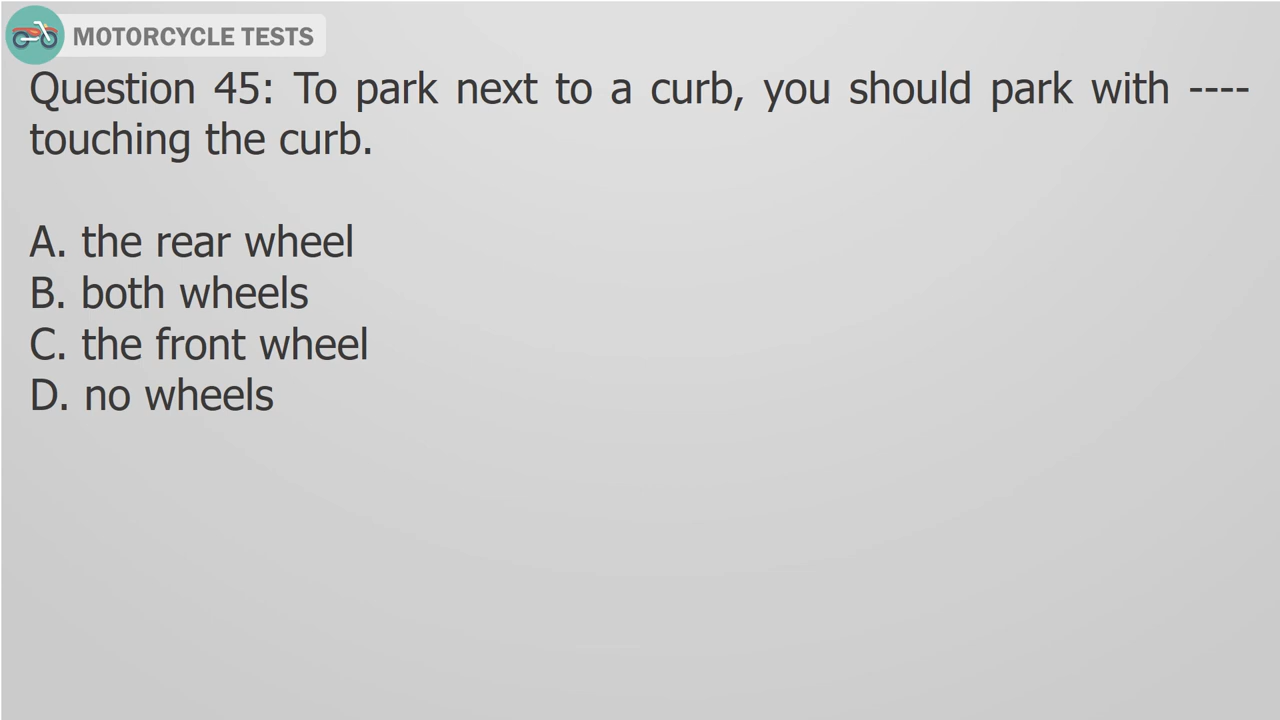 MOTORCYCLE TESTS
Question 45: To park next to a curb, you should park with ----
touching the curb.
A. the rear wheel
B. both wheels
C. the front wheel
D. no wheels